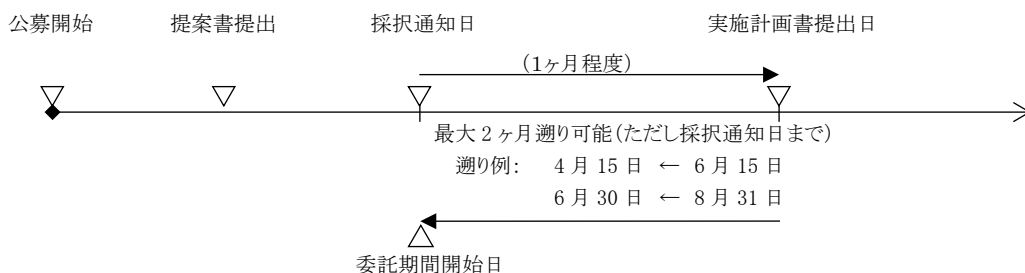 公募開始 提案書提出 採択通知日 実施計画書提出日
(1ヶ月程度)
最大2ヶ月遡り可能(ただし採択通知日まで)
遡り例: 4月15日 ← 6月15日
6月30日 ← 8月31日
委託期間開始日